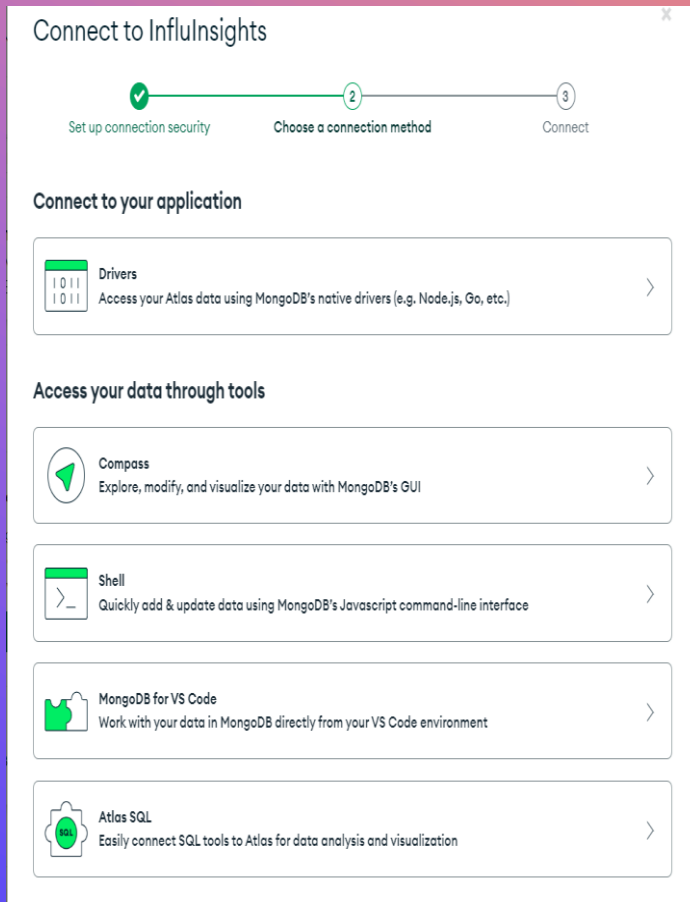 Connect to InfluInsights
x
2
3
Set up connection security
Choose a connection method
Connect
Connect to your application
1011
1011
Drivers
Access your Atlas data using MongoDB's native drivers (e.g. Node.js, Go, etc.)
Access your data through tools
Compass
Explore, modify, and visualize your data with MongoDB's GUI
>_
Shell
Quickly add & update data using MongoDB's Javascript command-line interface
MongoDB for VS Code
Work with your data in MongoDB directly from your VS Code environment
SQL
Atlas SQL
Easily connect SQL tools to Atlas for data analysis and visualization